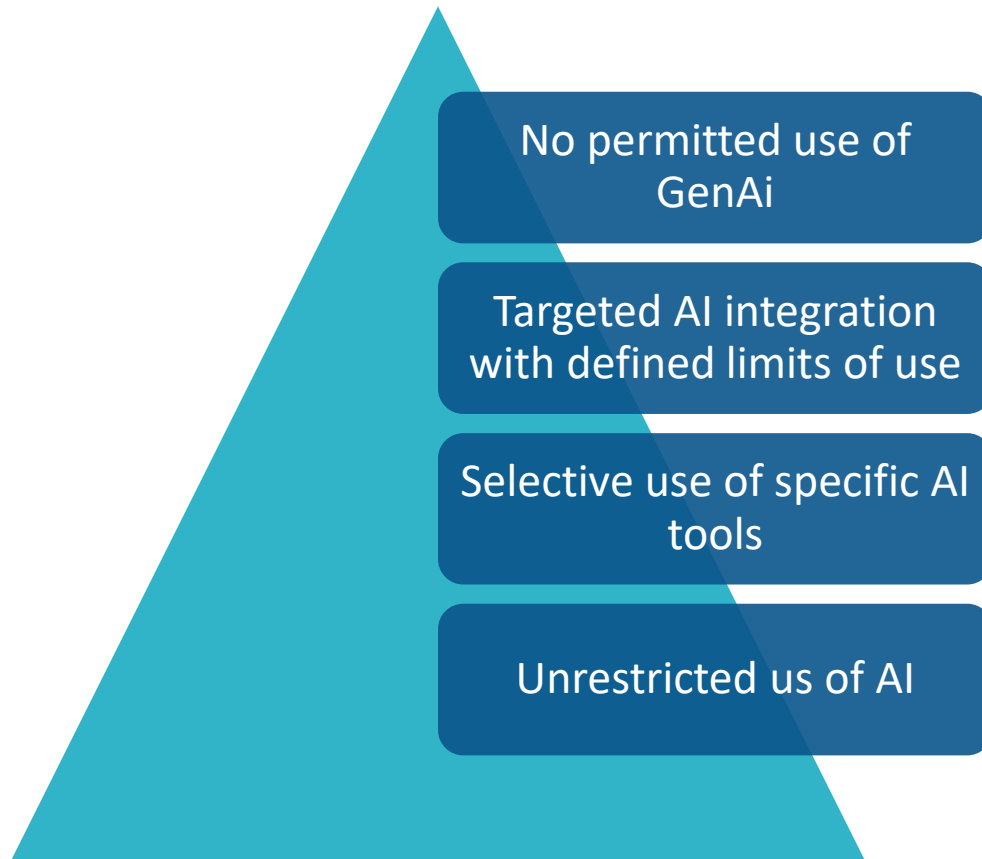 No permitted use of
GenAi
Targeted AI integration
with defined limits of use
Selective use of specific AI
tools
Unrestricted us of AI